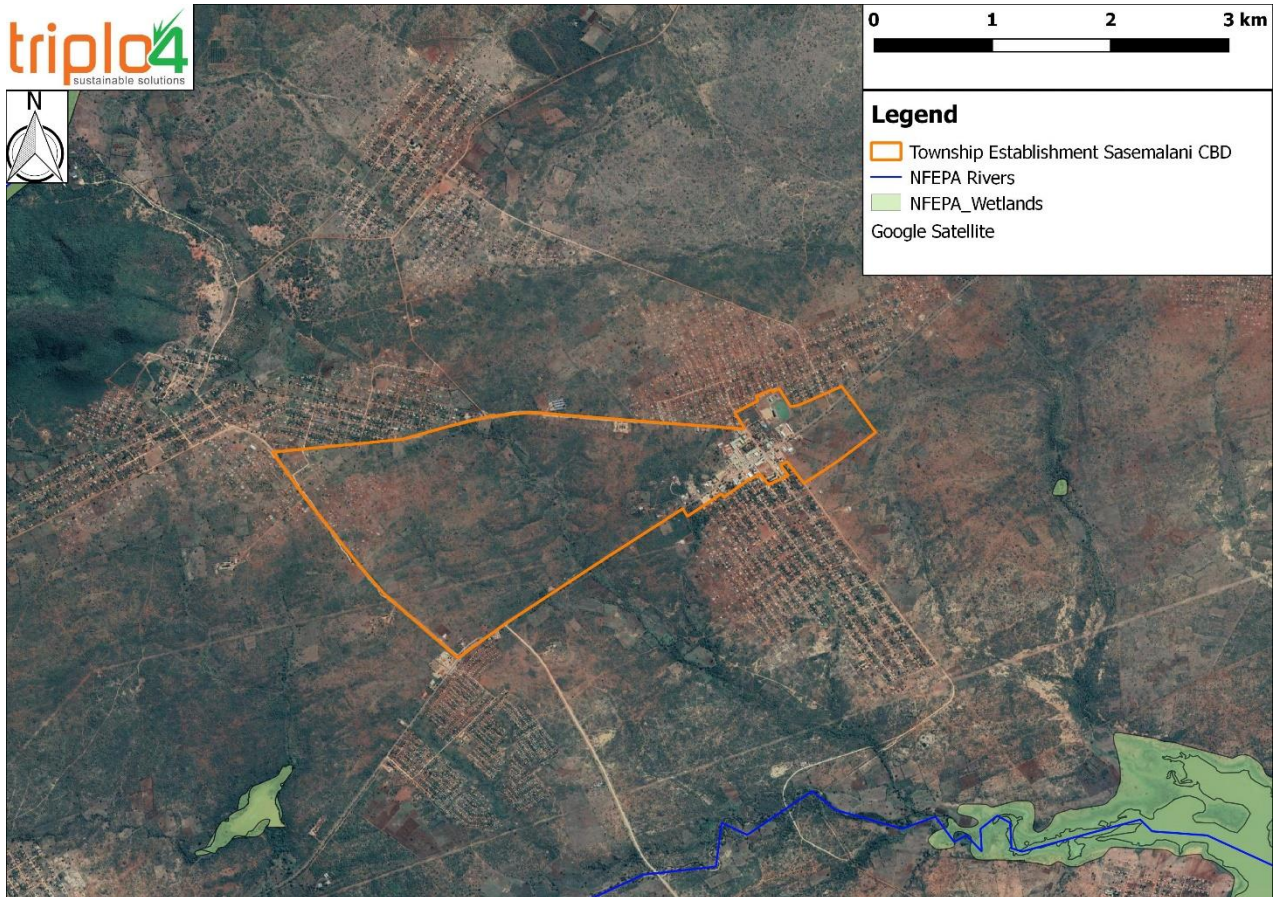 triplo4
sustainable solutions
N
0 1 2 3 km
Legend
Township Establishment Sasemalani CBD
NFEPA Rivers
NFEPA_Wetlands
Google Satellite